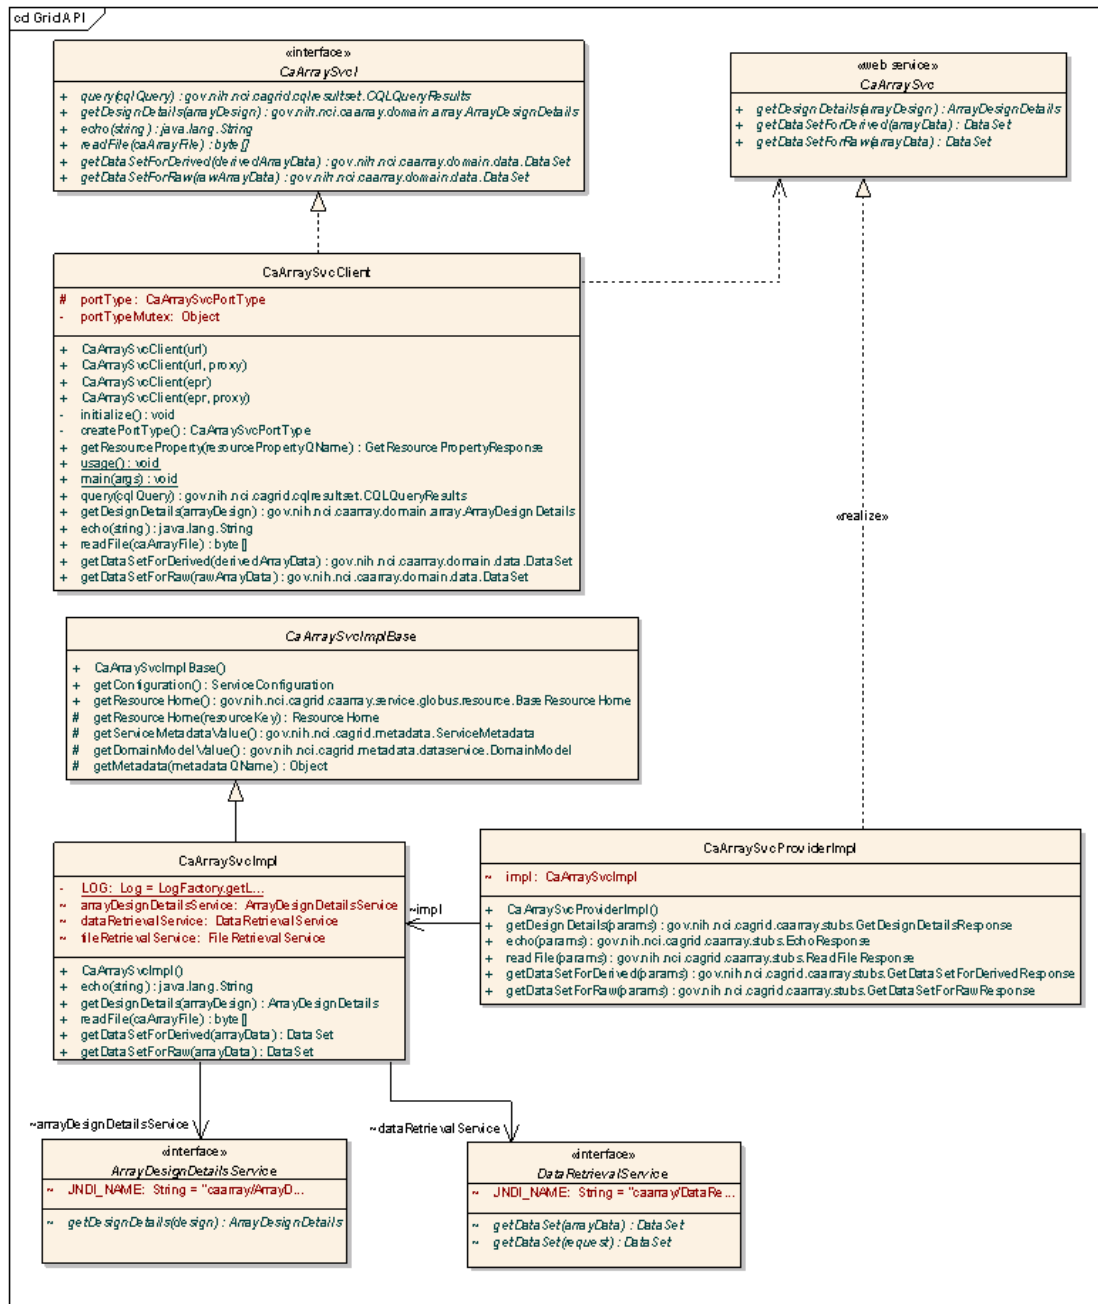 cd GridAPI
«interface»
CaArraySvcI
+ query(cqlQuery) : gov.nih.nci.cagrid.cqlresultset.CQLQueryResults
+ getDesignDetails(arrayDesign) : gov.nih.nci.caarray.domain.array.ArrayDesignDetails
+ echo(string) : java.lang.String
+ readFile(caArrayFile) : byte[]
+ getDataSetForDerived(derivedArrayData) : gov.nih.nci.caarray.domain.data.DataSet
+ getDataSetForRaw(rawArrayData) : gov.nih.nci.caarray.domain.data.DataSet
«web service»
CaArraySvc
+ getDesignDetails(arrayDesign) : ArrayDesignDetails
+ getDataSetForDerived(arrayData) : DataSet
+ getDataSetForRaw(arrayData) : DataSet
CaArraySvcClient
# portType: CaArraySvcPortType
- portTypeMutex: Object
+ CaArraySvcClient(url)
+ CaArraySvcClient(url, proxy)
+ CaArraySvcClient(epr)
+ CaArraySvcClient(epr, proxy)
- initialize() : void
- createPortType() : CaArraySvcPortType
+ getResourceProperty(resourcePropertyQName) : GetResourcePropertyResponse
+ usage() : void
+ main(args) : void
+ query(cqlQuery) : gov.nih.nci.cagrid.cqlresultset.CQLQueryResults
+ getDesignDetails(arrayDesign) : gov.nih.nci.caarray.domain.array.ArrayDesignDetails
+ echo(string) : java.lang.String
+ readFile(caArrayFile) : byte[]
+ getDataSetForDerived(derivedArrayData) : gov.nih.nci.caarray.domain.data.DataSet
+ getDataSetForRaw(rawArrayData) : gov.nih.nci.caarray.domain.data.DataSet
«realize»
CaArraySvcImplBase
+ CaArraySvcImplBase()
+ getConfiguration() : ServiceConfiguration
+ getResourceHome() : gov.nih.nci.cagrid.caarray.service.globus.resource.BaseResourceHome
# getResourceHome(resourceKey) : ResourceHome
# getServiceMetadataValue() : gov.nih.nci.cagrid.metadata.ServiceMetadata
# getDomainModelValue() : gov.nih.nci.cagrid.metadata.dataservice.DomainModel
# getMetadata(metadataQName) : Object
CaArraySvcImpl
- LOG: Log = LogFactory.getL...
~ arrayDesignDetailsService: ArrayDesignDetailsService
~ dataRetrievalService: DataRetrievalService
~ fileRetrievalService: FileRetrievalService
+ CaArraySvcImpl()
+ echo(string) : java.lang.String
+ getDesignDetails(arrayDesign) : ArrayDesignDetails
+ readFile(caArrayFile) : byte[]
+ getDataSetForDerived(arrayData) : DataSet
+ getDataSetForRaw(arrayData) : DataSet
~impl
CaArraySvcProviderImpl
~ impl: CaArraySvcImpl
+ CaArraySvcProviderImpl()
+ getDesignDetails(params) : gov.nih.nci.cagrid.caarray.stubs.GetDesignDetailsResponse
+ echo(params) : gov.nih.nci.cagrid.caarray.stubs.EchoResponse
+ readFile(params) : gov.nih.nci.cagrid.caarray.stubs.ReadFileResponse
+ getDataSetForDerived(params) : gov.nih.nci.cagrid.caarray.stubs.GetDataSetForDerivedResponse
+ getDataSetForRaw(params) : gov.nih.nci.cagrid.caarray.stubs.GetDataSetForRawResponse
~arrayDesignDetailsService
~dataRetrievalService
«interface»
ArrayDesignDetailsService
~ JNDI_NAME: String = "caarray/ArrayD...
~ getDesignDetails(design) : ArrayDesignDetails
«interface»
DataRetrievalService
~ JNDI_NAME: String = "caarray/DataRe...
~ getDataSet(arrayData) : DataSet
~ getDataSet(request) : DataSet